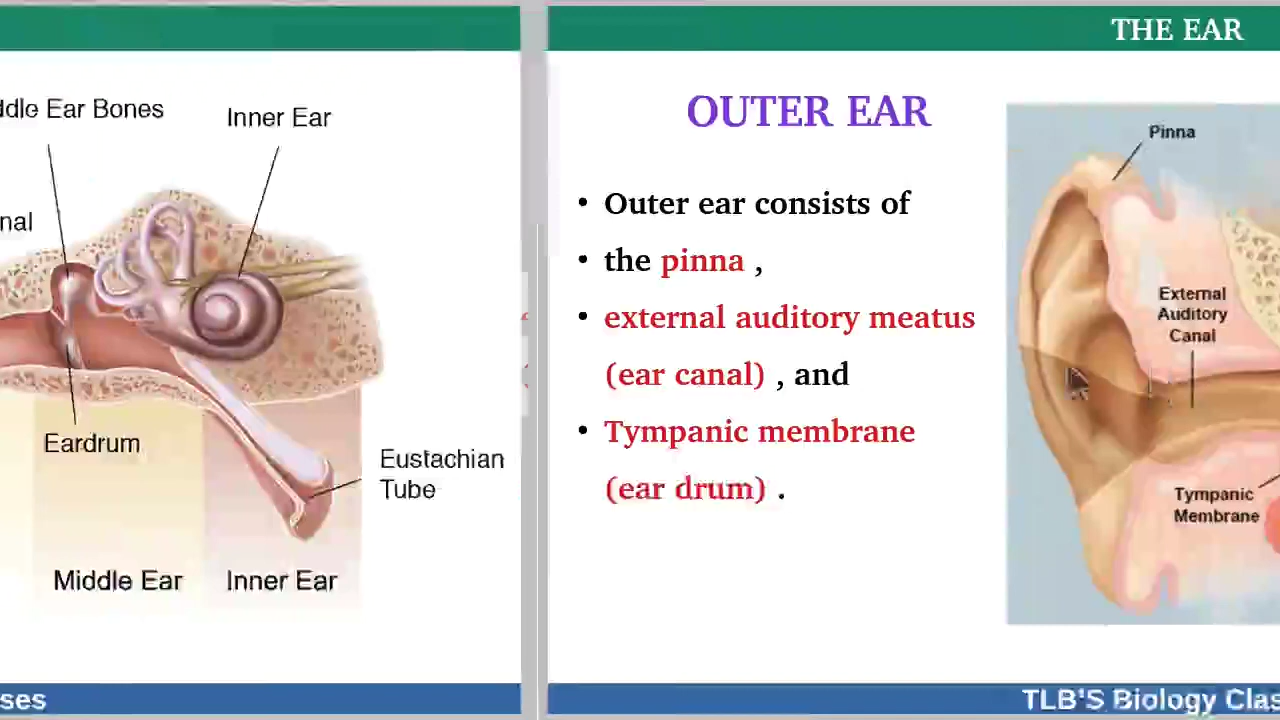 ddle Ear Bones
Inner Ear
nal
Eardrum
Eustachian
Tube
Middle Ear
Inner Ear
ses
THE EAR
OUTER EAR
• Outer ear consists of
• the pinna ,
• external auditory meatus
(ear canal) , and
• Tympanic membrane
(ear drum) .
Pinna
External
Auditory
Canal
Tympanic
Membrane
TLB'S Biology Clas